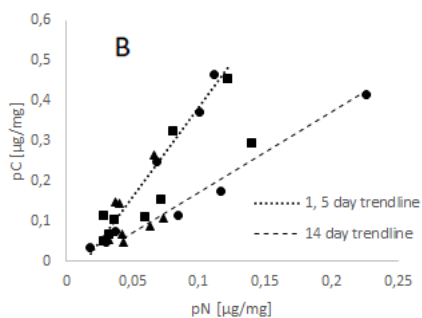 B
pC [µg/mg]
0,6
0,5
0,4
0,3
0,2
0,1
0
0 0,05 0,1 0,15 0,2 0,25
pN [µg/mg]
1, 5 day trendline
14 day trendline